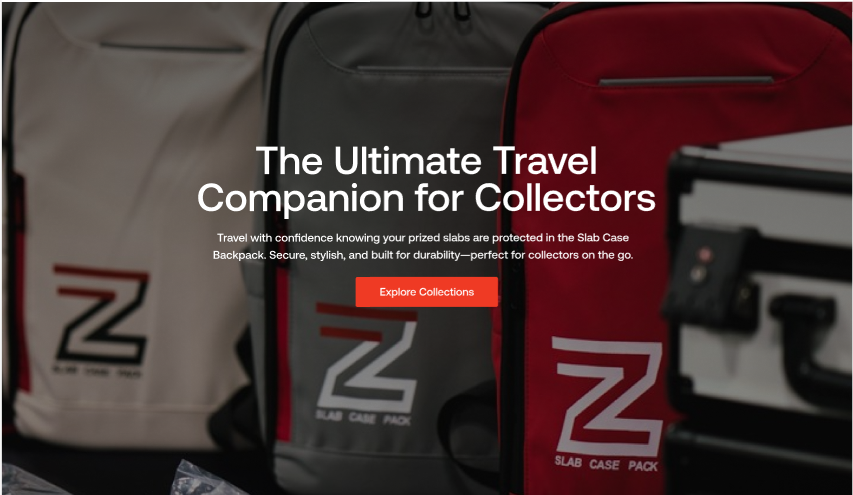 The Ultimate Travel
Companion for Collectors
Travel with confidence knowing your prized slabs are protected in the Slab Case
Backpack. Secure, stylish, and built for durability—perfect for collectors on the go.
Explore Collections
SLAB CASE PACK
SLAB CASE PACK
SLAB CASE PACK